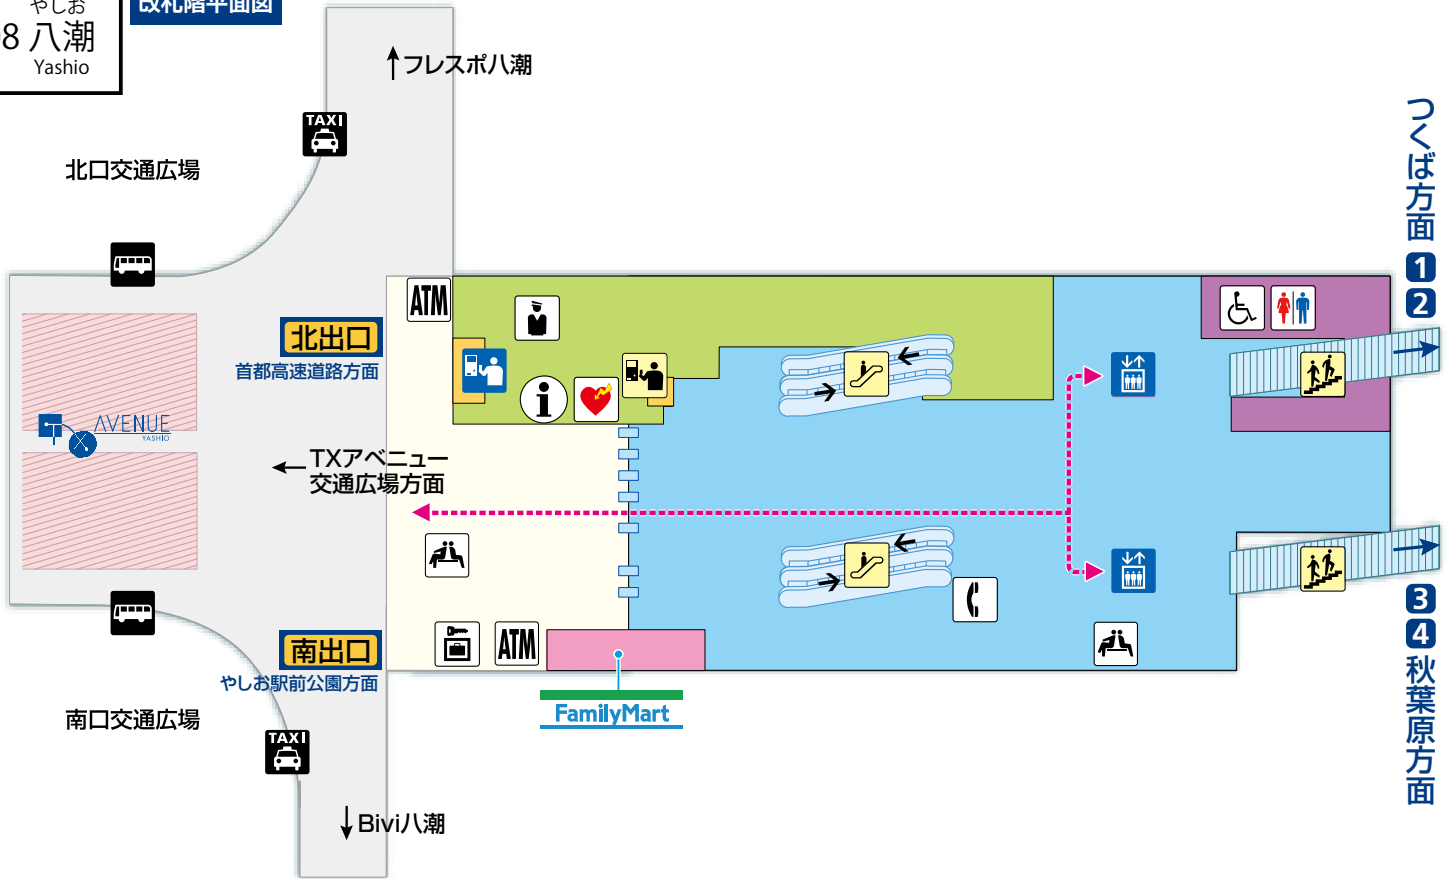 やしお
8 八潮
Yashio
改札階平面図
フレスポ八潮
TAXI
北口交通広場
つくば方面 1 2
ATM
北出口
首都高速道路方面
i
AVENUE
YASHIO
TXアベニュー
交通広場方面
南出口
やしお駅前公園方面
ATM
FamilyMart
南口交通広場
TAXI
Bivi八潮
3 4 秋葉原方面